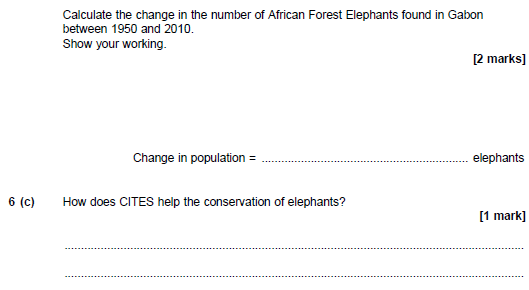 Calculate the change in the number of African Forest Elephants found in Gabon
between 1950 and 2010.
Show your working.
[2 marks]
Change in population = ........................................................... elephants
6 (c) How does CITES help the conservation of elephants?
[1 mark]